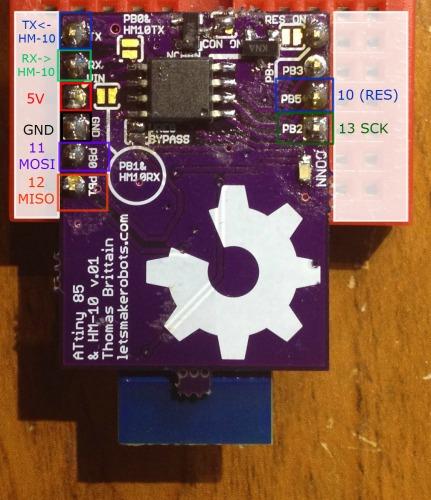 TX<-
HM-10
TX
PB0&
HM10TX
RES ON
CON ON
RX->
HM-10
RX
VIN
PB3
5V
PB5
10 (RES)
GND
GND
BYPASS
PB2
13 SCK
11
MOSI
PB0
PB1&
HM10RX
CONN
12
MISO
PB1
ATtiny 85
& HM-10 v.01
Thomas Brittain
letsmakerobots.com